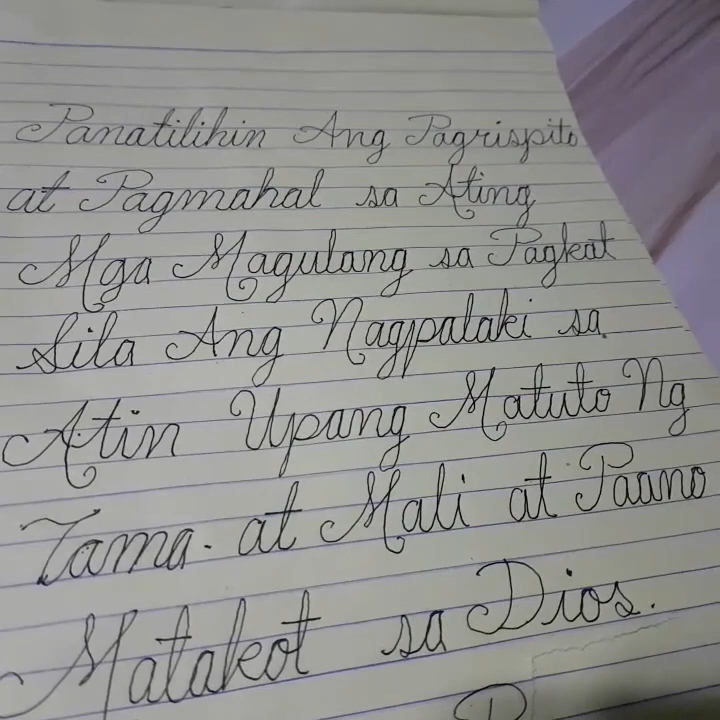 Panatilihin Ang Pagrispito
at Pagmahal sa Ating
Mga Magulang sa Pagkat
Sila Ang Nagpalaki sa
Atin Upang Matuto Ng
Tama. at Mali at Paano
Matakot sa Dios.